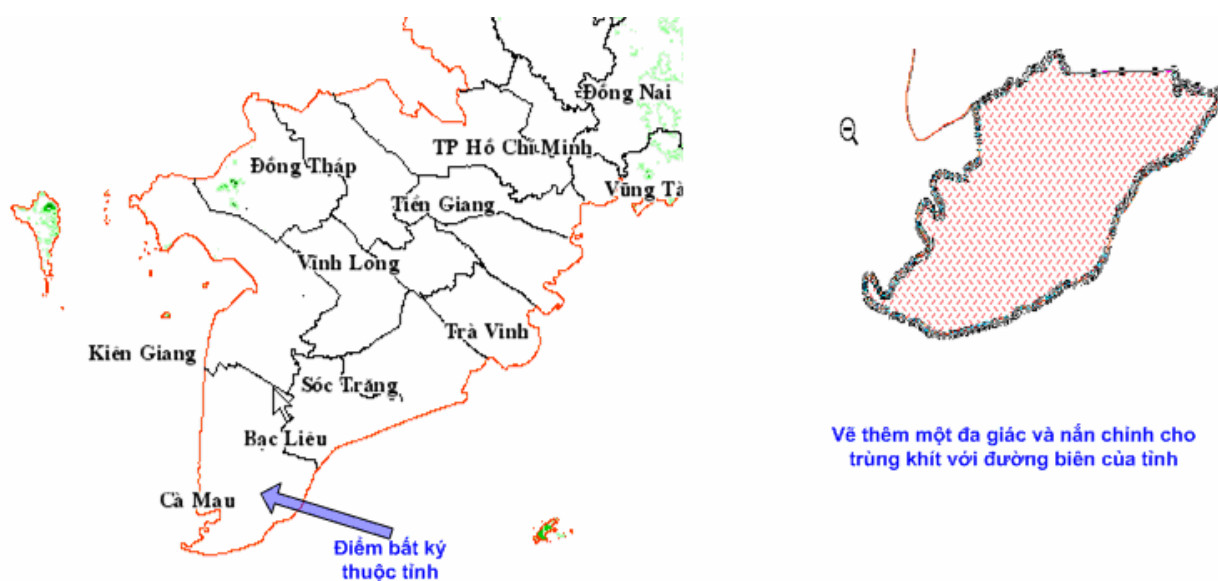 Đồng Nai
TP Hồ Chí Minh
Đồng Tháp
Vũng Tà
Tiền Giang
Vĩnh Long
Trà Vinh
Kiên Giang
Sóc Trăng
Bạc Liêu
Cà Mau
Điểm bất ký
thuộc tỉnh
Vẽ thêm một đa giác và nắn chỉnh cho
trùng khít với đường biên của tỉnh